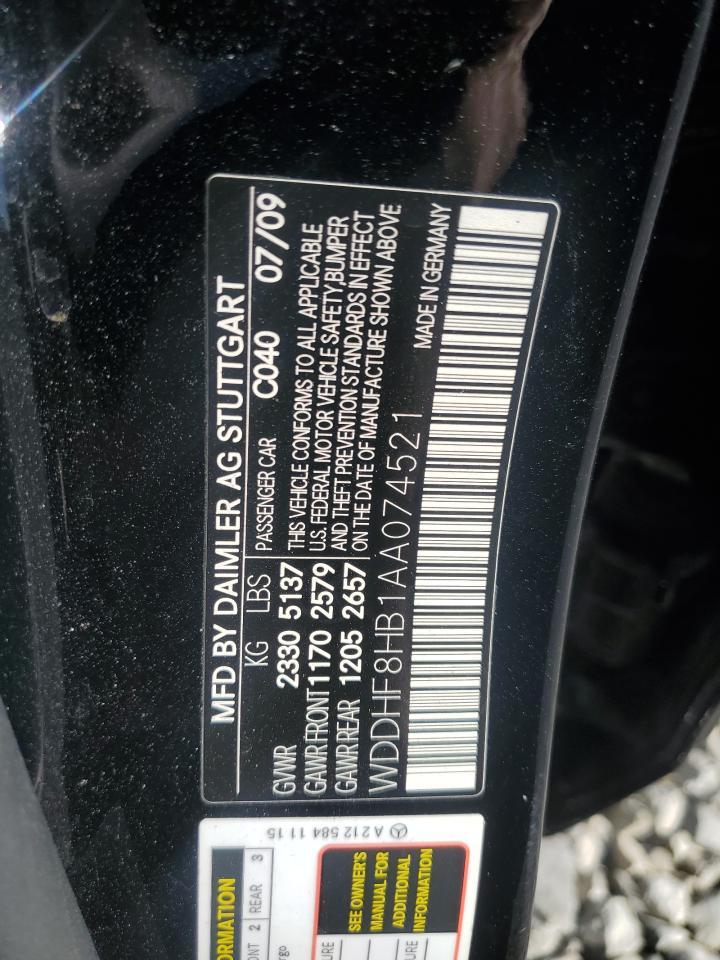 MFD BY DAIMLER AG STUTTGART
KG LBS
GVWR 2330 5137
GAWR FRONT 1170 2579
GAWR REAR 1205 2657
PASSENGER CAR C040 07/09
THIS VEHICLE CONFORMS TO ALL APPLICABLE
U.S. FEDERAL MOTOR VEHICLE SAFETY,BUMPER
AND THEFT PREVENTION STANDARDS IN EFFECT
ON THE DATE OF MANUFACTURE SHOWN ABOVE
WDDHF8HB1AA074521 MADE IN GERMANY
A 212 584 11 15
2 REAR 3
SEE OWNER'S
MANUAL FOR
ADDITIONAL
INFORMATION